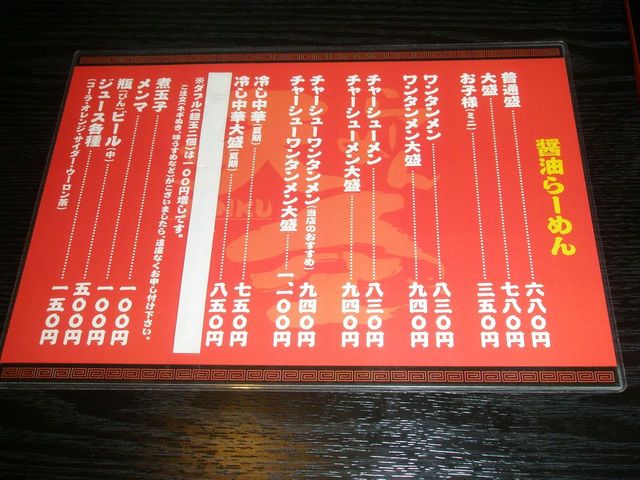 醤油らーめん
普通盛 六八〇円
大盛 七八〇円
お子様(ミニ) 三五〇円
ワンタンメン 八三〇円
ワンタンメン大盛 九四〇円
チャーシューメン 八三〇円
チャーシューメン大盛 九四〇円
チャーシューワンタンメン(当店のおすすめ) 九四〇円
チャーシューワンタンメン大盛 一、一〇〇円
冷し中華(夏期) 七五〇円
冷し中華大盛(夏期) 八五〇円
※ダブル(麺玉二個)は一〇〇円増しです。
ご注文(ネギぬき、味うすめなど)がございましたら、遠慮なくお申し付け下さい。
煮玉子 一〇〇円
メンマ 一〇〇円
瓶(びん)ビール(中) 五〇〇円
ジュース各種 一五〇円
(コーラ・オレンジ・サイダー・ウーロン茶)